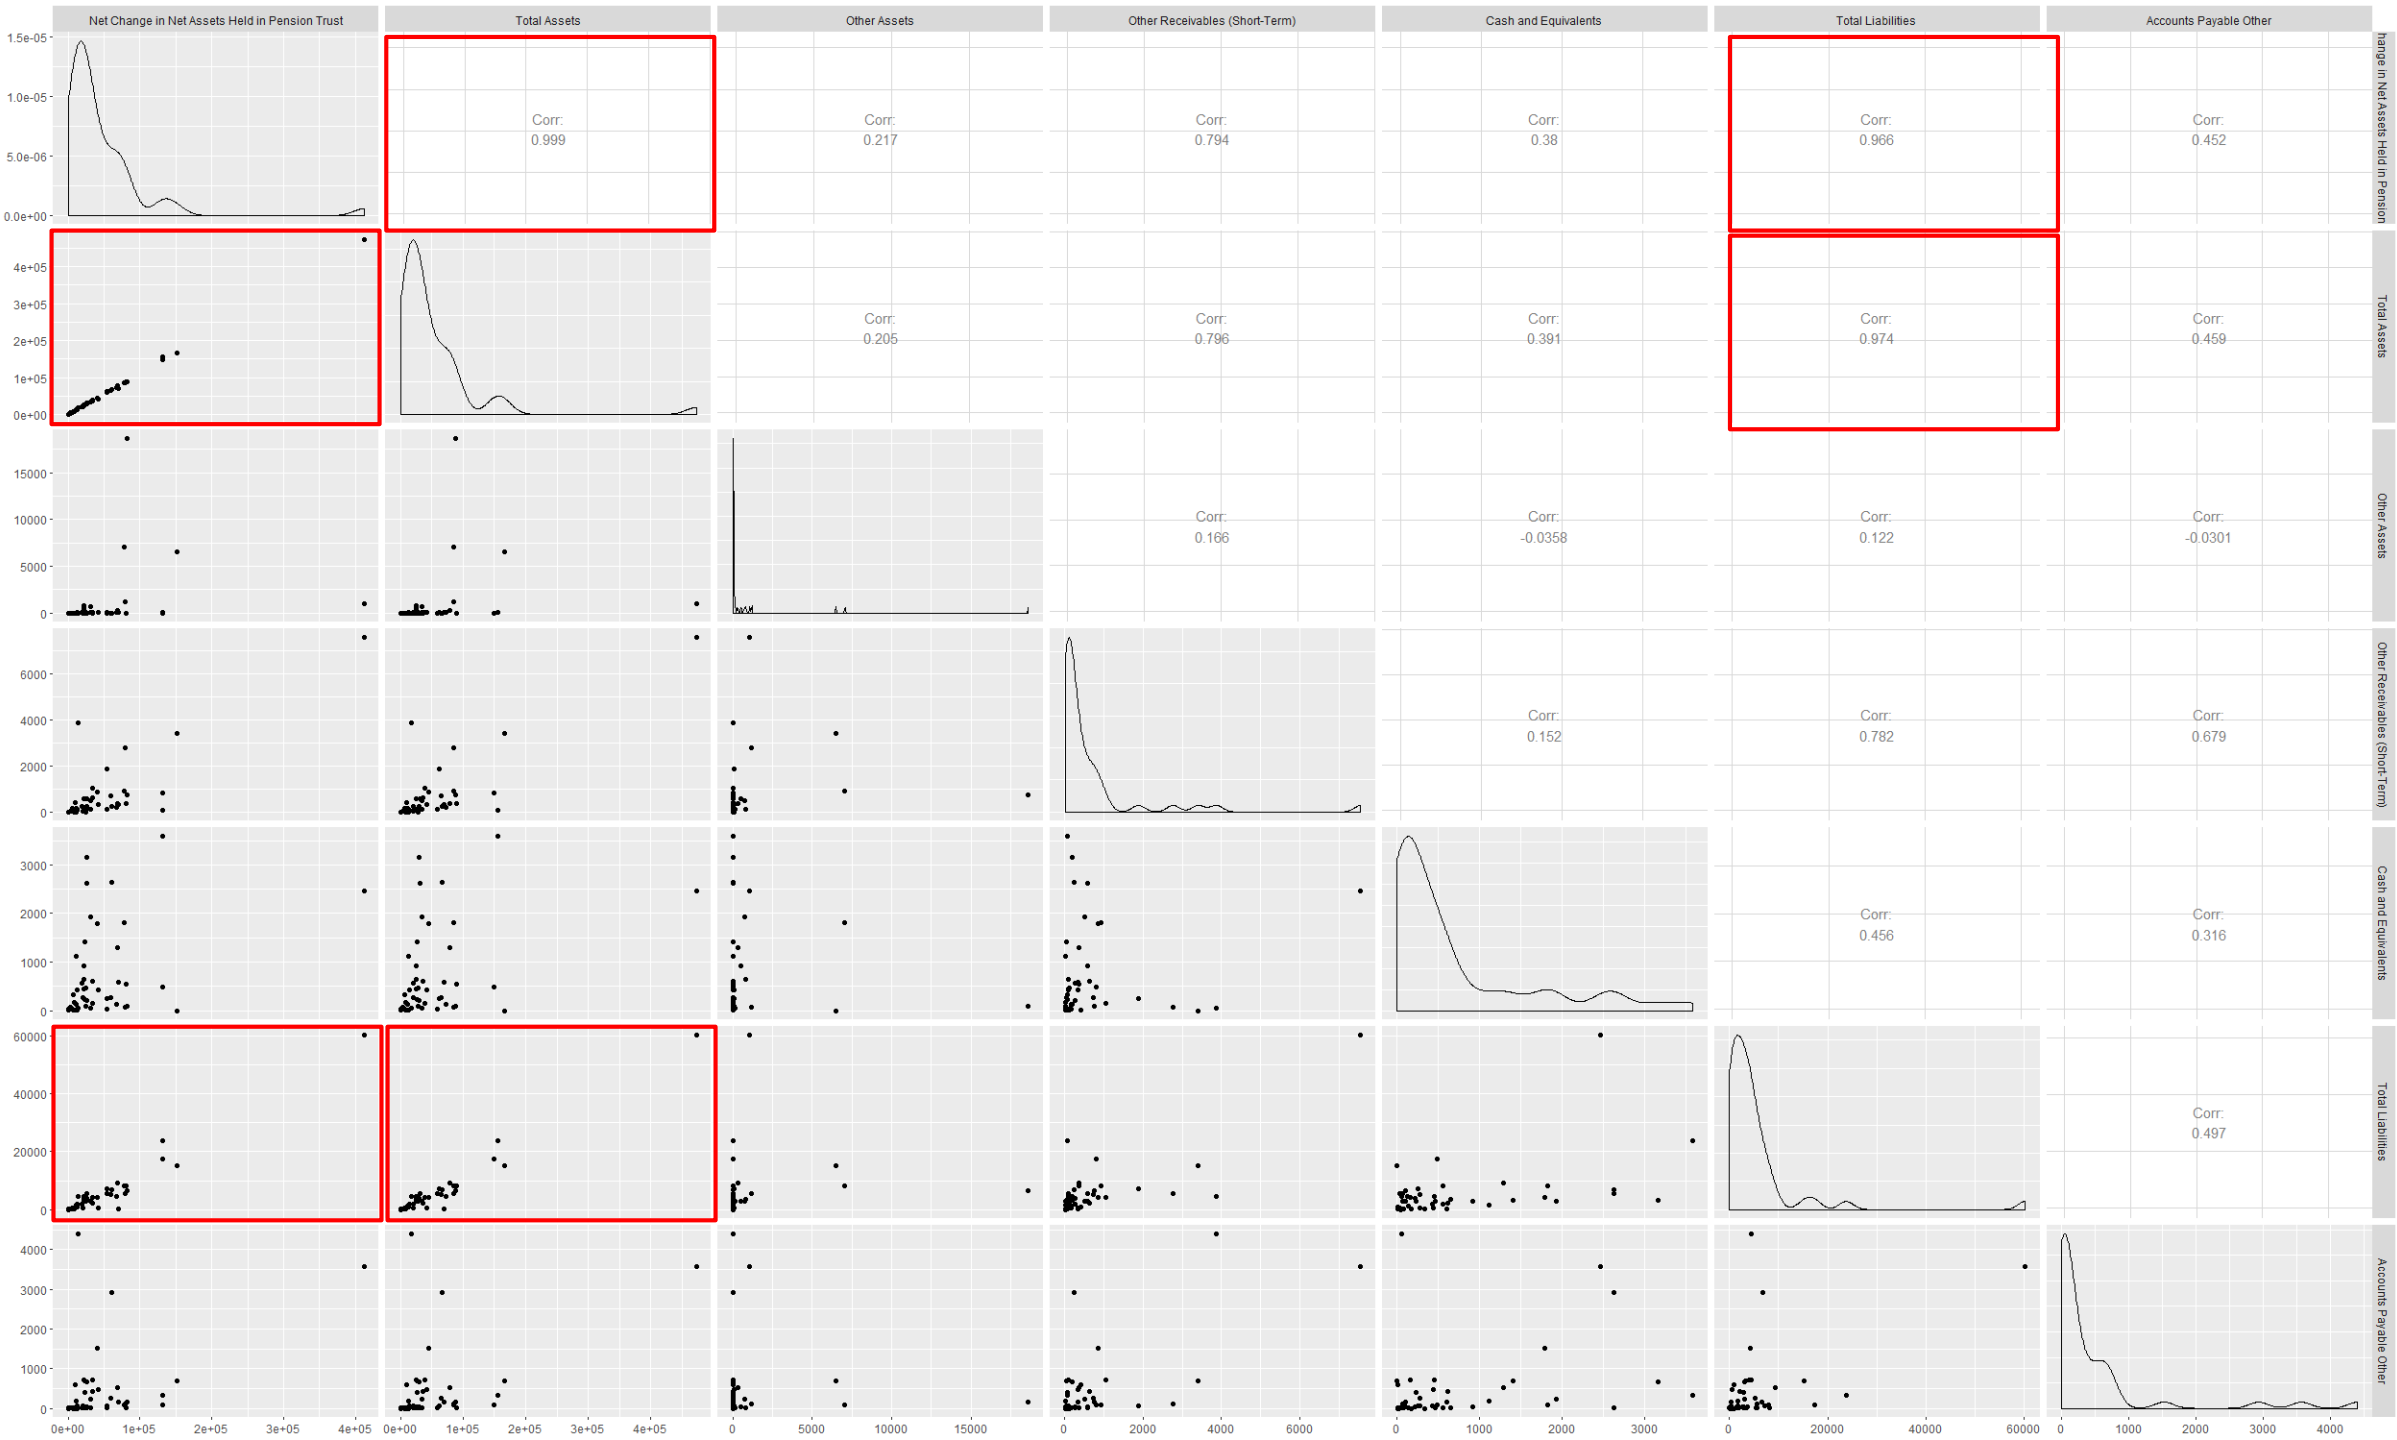 Net Change in Net Assets Held in Pension Trust Total Assets Other Assets Other Receivables (Short-Term) Cash and Equivalents Total Liabilities Accounts Payable Other
1.5e-05
1.0e-05
5.0e-06
0.0e+00
Corr: Corr: Corr: Corr: Corr: Corr:
0.999 0.217 0.794 0.38 0.966 0.452
hange in Net Assets Held in Pension
4e+05
3e+05
2e+05
1e+05
0e+00
Corr: Corr: Corr: Corr: Corr:
0.205 0.796 0.391 0.974 0.459
Total Assets
15000
10000
5000
0
Corr: Corr: Corr: Corr:
0.166 -0.0358 0.122 -0.0301
Other Assets
6000
4000
2000
0
Corr: Corr: Corr:
0.152 0.782 0.679
Other Receivables (Short-Term)
3000
2000
1000
0
Corr: Corr:
0.456 0.316
Cash and Equivalents
60000
40000
20000
0
Corr:
0.497
Total Liabilities
4000
3000
2000
1000
0
Accounts Payable Other
0e+00 1e+05 2e+05 3e+05 4e+05 0e+00 1e+05 2e+05 3e+05 4e+05 0 5000 10000 15000 0 2000 4000 6000 0 1000 2000 3000 0 20000 40000 60000 0 1000 2000 3000 4000